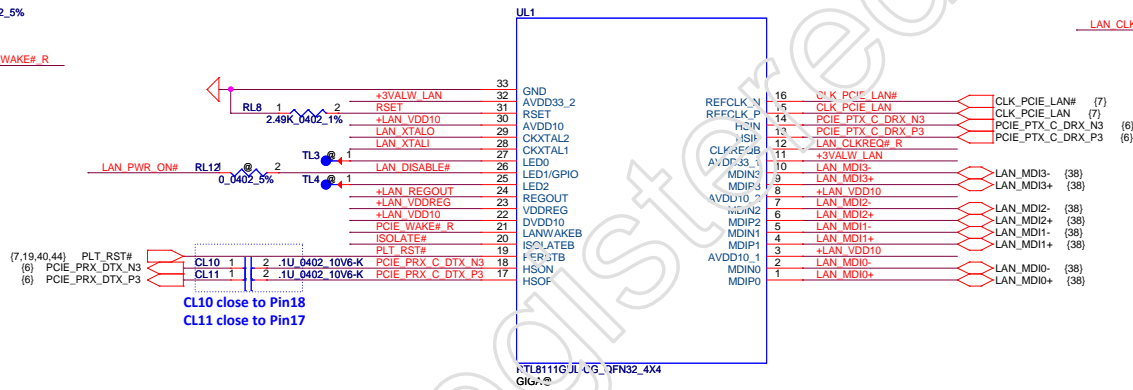 2_5%
UL1
LAN_CLK
WAKE#_R
33 GND
+3VALW_LAN 32 AVDD33_2
RL8 1 2 RSET 31 RSET
2.49K_0402_1%
+LAN_VDD10 30 AVDD10
LAN_XTALO 29 CKXTAL2
LAN_XTALI 28 CKXTAL1
TL3 @ 1 27 LED0
LAN_PWR_ON# RL12 1 @ 2 LAN_DISABLE# 26 LED1/GPIO
0_0402_5% TL4 @ 1 25 LED2
+LAN_REGOUT 24 REGOUT
+LAN_VDDREG 23 VDDREG
+LAN_VDD10 22 DVDD10
PCIE_WAKE#_R 21 LANWAKEB
ISOLATE# 20 ISOLATEB
{7,19,40,44} PLT_RST# PLT_RST# 19 PERSTB
{6} PCIE_PRX_DTX_N3 CL10 1 2 .1U_0402_10V6-K PCIE_PRX_C_DTX_N3 18 HSON
{6} PCIE_PRX_DTX_P3 CL11 1 2 .1U_0402_10V6-K PCIE_PRX_C_DTX_P3 17 HSOP
CL10 close to Pin18
CL11 close to Pin17
REFCLK_N 16 CLK_PCIE_LAN# CLK_PCIE_LAN# {7}
REFCLK_P 15 CLK_PCIE_LAN CLK_PCIE_LAN {7}
HSIN 14 PCIE_PTX_C_DRX_N3 PCIE_PTX_C_DRX_N3 {6}
HSIP 13 PCIE_PTX_C_DRX_P3 PCIE_PTX_C_DRX_P3 {6}
CLKREQB 12 LAN_CLKREQ#_R
AVDD33_1 11 +3VALW_LAN
MDIN3 10 LAN_MDI3- LAN_MDI3- {38}
MDIP3 9 LAN_MDI3+ LAN_MDI3+ {38}
AVDD10_2 8 +LAN_VDD10
MDIN2 7 LAN_MDI2- LAN_MDI2- {38}
MDIP2 6 LAN_MDI2+ LAN_MDI2+ {38}
MDIN1 5 LAN_MDI1- LAN_MDI1- {38}
MDIP1 4 LAN_MDI1+ LAN_MDI1+ {38}
AVDD10_1 3 +LAN_VDD10
MDIN0 2 LAN_MDI0- LAN_MDI0- {38}
MDIP0 1 LAN_MDI0+ LAN_MDI0+ {38}
RTL8111GUL-CG_QFN32_4X4
GIGA@
egistered